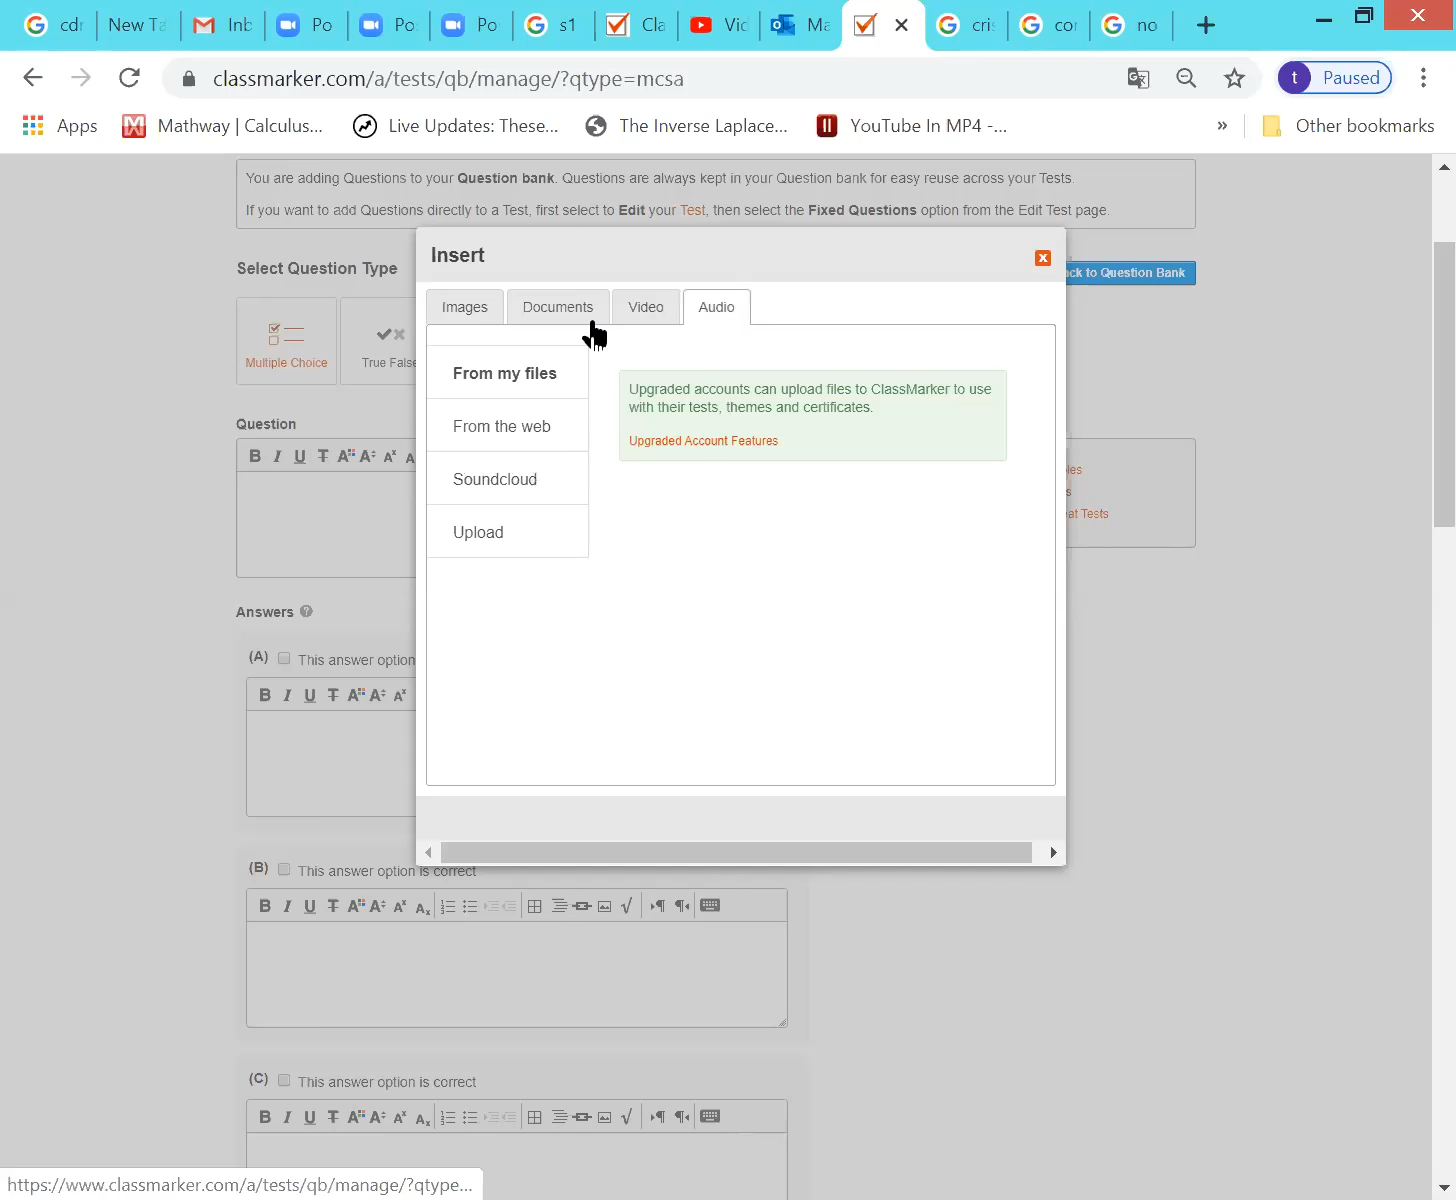 cdr
New Ta
Inb
Po
Po
Po
s1
Cla
Vid
Ma
cris
cor
no
classmarker.com/a/tests/qb/manage/?qtype=mcsa
t Paused
Apps
Mathway | Calculus...
Live Updates: These...
The Inverse Laplace...
YouTube In MP4 -...
»
Other bookmarks
You are adding Questions to your Question bank. Questions are always kept in your Question bank for easy reuse across your Tests.
If you want to add Questions directly to a Test, first select to Edit your Test, then select the Fixed Questions option from the Edit Test page.
Insert
Select Question Type
ck to Question Bank
Images
Documents
Video
Audio
Multiple Choice
True False
From my files
From the web
Soundcloud
Upload
Upgraded accounts can upload files to ClassMarker to use
with their tests, themes and certificates.
Upgraded Account Features
Question
B I U T
les
s
at Tests
Answers
(A) This answer option
B I U T
(B) This answer option is correct
B I U T
(C) This answer option is correct
B I U T
https://www.classmarker.com/a/tests/qb/manage/?qtype...